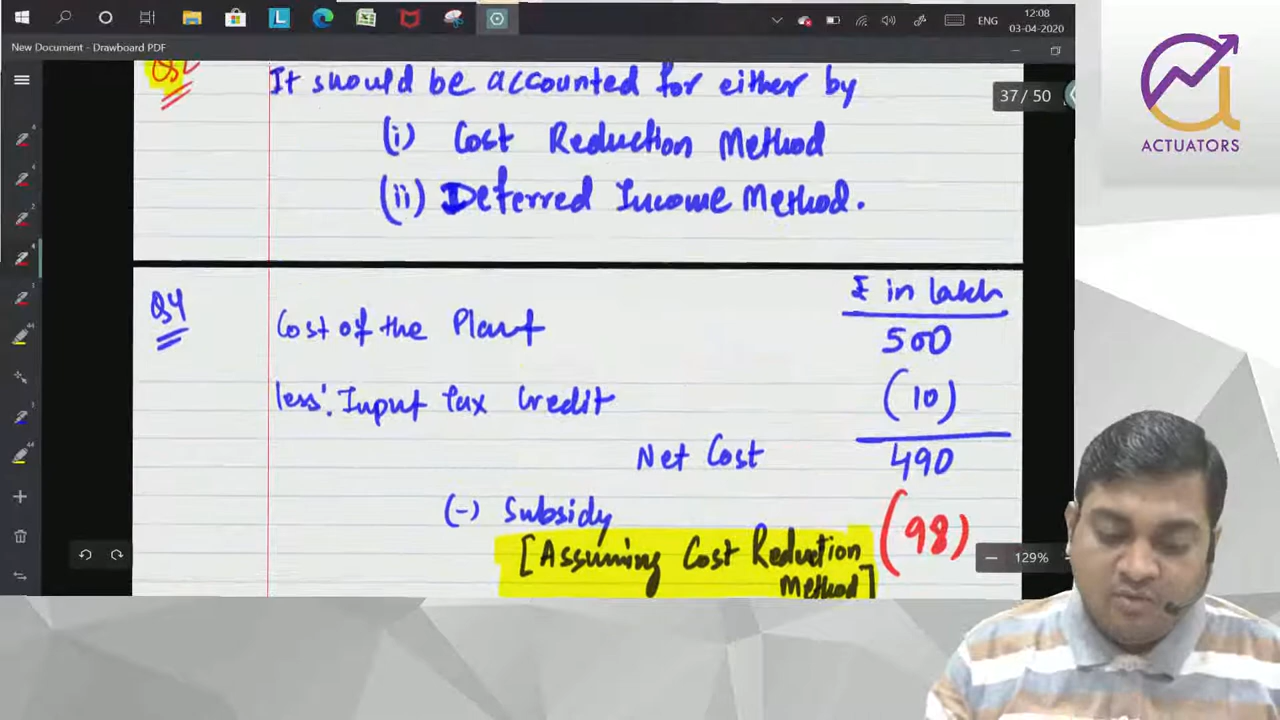 12:08
ENG
03-04-2020
New Document - Drawboard PDF
37 / 50
ACTUATORS
It should be accounted for either by
(i) Cost Reduction Method
(ii) Deferred Income Method.
Q4
₹ in lakh
Cost of the Plant 500
less: Input Tax Credit (10)
Net Cost 490
(-) Subsidy (98)
[Assuming Cost Reduction
Method]
129%